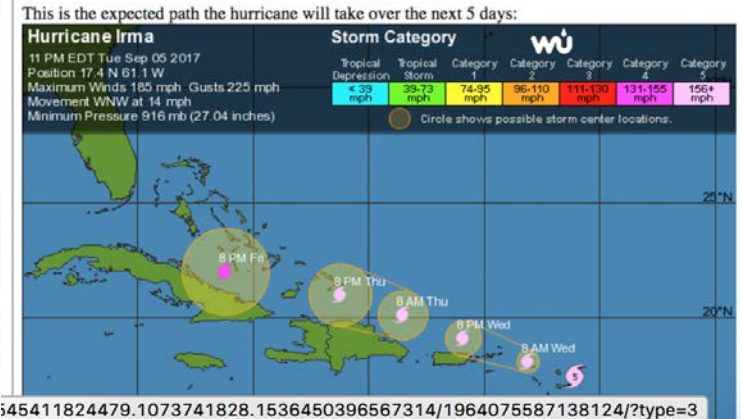 This is the expected path the hurricane will take over the next 5 days:
Hurricane Irma
11 PM EDT Tue Sep 05 2017
Position 17.4 N 61.1 W
Maximum Winds 185 mph Gusts 225 mph
Movement WNW at 14 mph
Minimum Pressure 916 mb (27.04 inches)
Storm Category
wu
Tropical Depression
Tropical Storm
Category 1
Category 2
Category 3
Category 4
Category 5
< 39 mph
39-73 mph
74-95 mph
96-110 mph
111-130 mph
131-155 mph
156+ mph
Circle shows possible storm center locations.
25°N
8 PM Fri
8 PM Thu
8 AM Thu
20°N
8 PM Wed
8 AM Wed
5
545411824479.1073741828.1536450396567314/1964075587138124/?type=3